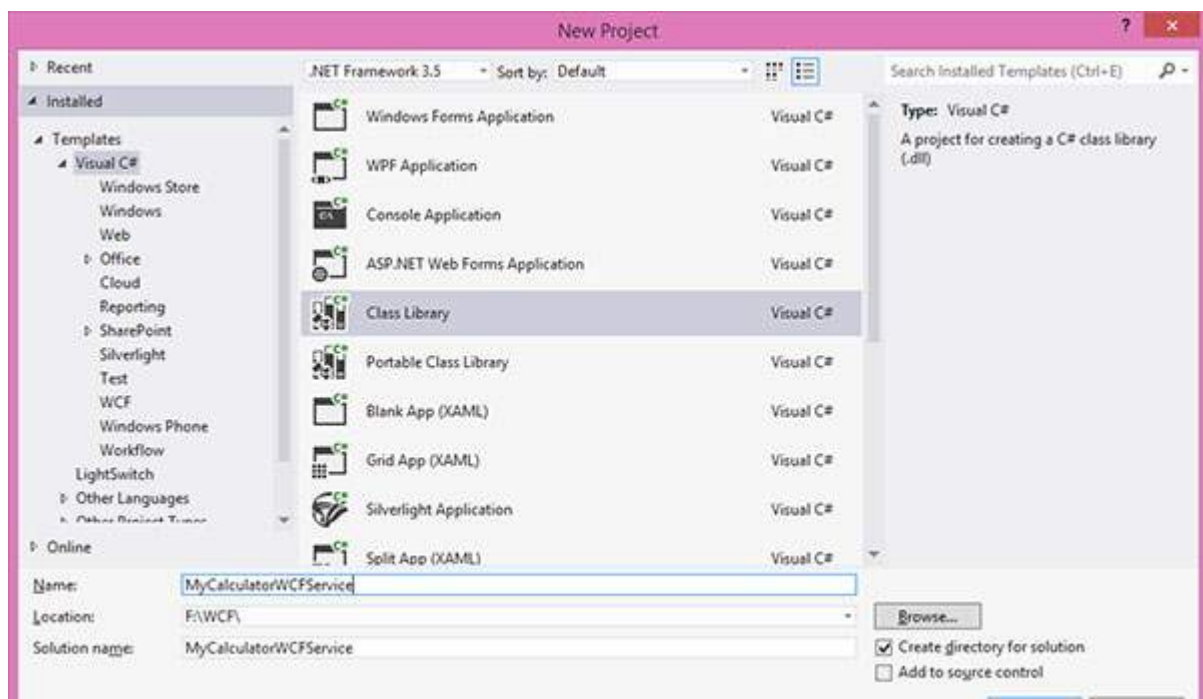 New Project
?
Recent
Installed
Templates
Visual C#
Windows Store
Windows
Web
Office
Cloud
Reporting
SharePoint
Silverlight
Test
WCF
Windows Phone
Workflow
LightSwitch
Other Languages
Other Project Types
Online
.NET Framework 3.5 Sort by: Default
Windows Forms Application Visual C#
WPF Application Visual C#
Console Application Visual C#
ASP.NET Web Forms Application Visual C#
Class Library Visual C#
Portable Class Library Visual C#
Blank App (XAML) Visual C#
Grid App (XAML) Visual C#
Silverlight Application Visual C#
Split App (XAML) Visual C#
Search Installed Templates (Ctrl+E)
Type: Visual C#
A project for creating a C# class library
(.dll)
Name: MyCalculatorWCFService
Location: F:\WCF\
Browse...
Solution name: MyCalculatorWCFService
Create directory for solution
Add to source control